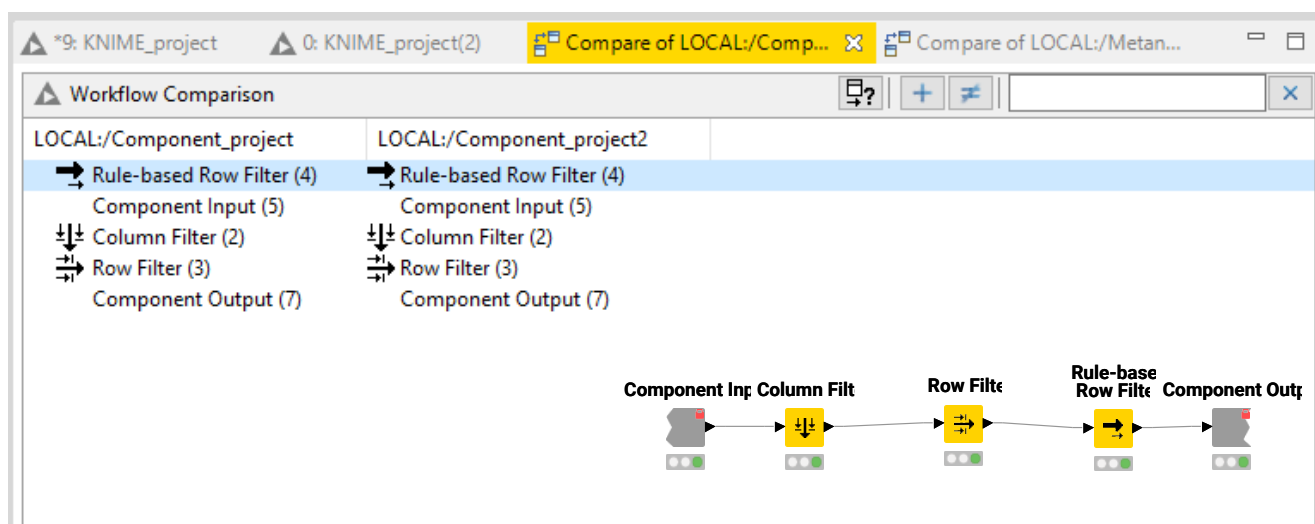 *9: KNIME_project 0: KNIME_project(2) Compare of LOCAL:/Comp... Compare of LOCAL:/Metan...
Workflow Comparison
LOCAL:/Component_project LOCAL:/Component_project2
Rule-based Row Filter (4) Rule-based Row Filter (4)
Component Input (5) Component Input (5)
Column Filter (2) Column Filter (2)
Row Filter (3) Row Filter (3)
Component Output (7) Component Output (7)
Rule-base
Component Inp Column Filt Row Filte Row Filte Component Outp